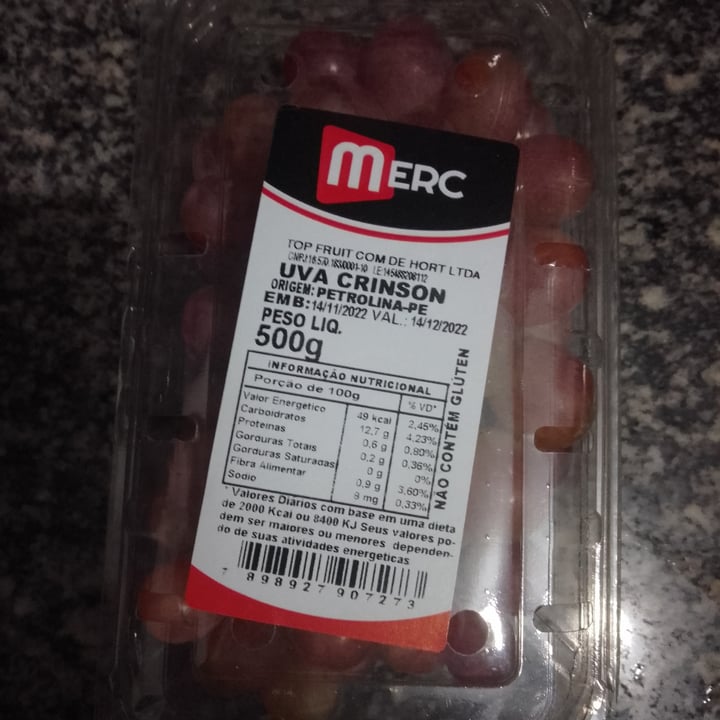 MERC
TOP FRUIT COM DE HORT LTDA
UVA CRINSON
ORIGEM: PETROLINA-PE
EMB: 14/11/2022 VAL.: 14/12/2022
PESO LIQ.
500g
INFORMAÇÃO NUTRICIONAL
Porção de 100g % VD*
Valor Energetico 49 kcal 2,45%
Carboidratos 12,7 g 4,23%
Proteinas 0,6 g 0,80%
Gorduras Totais 0,2 g 0,36%
Gorduras Saturadas 0 g 0%
Fibra Alimentar 0,9 g 3,60%
Sodio 8 mg 0,33%
NÃO CONTÉM GLÚTEN
* Valores Diários com base em uma dieta
de 2000 Kcal ou 8400 KJ Seus valores po-
dem ser maiores ou menores dependen-
do de suas atividades energeticas
7 898927 907273